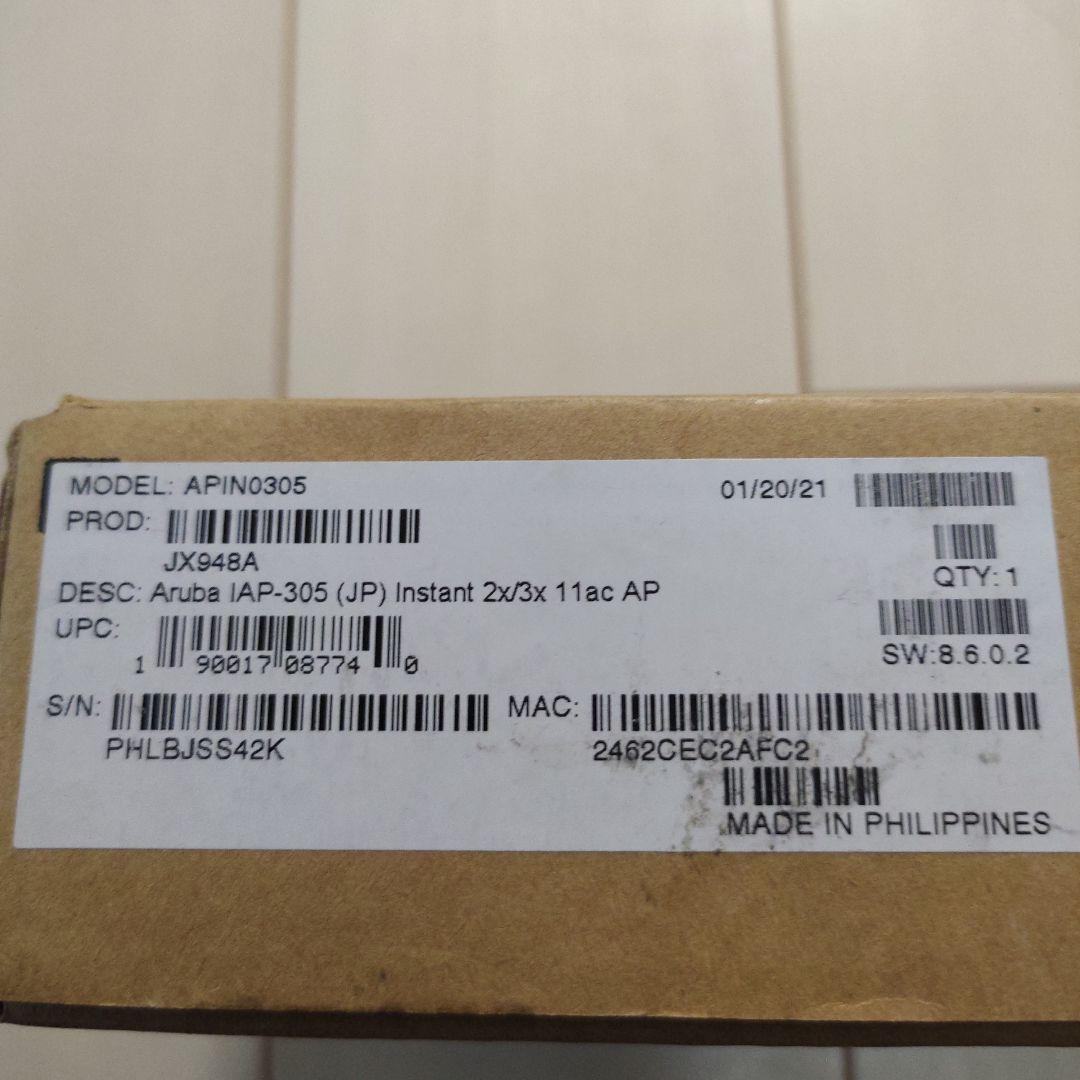 MODEL: APIN0305
01/20/21
PROD:
JX948A
QTY: 1
DESC: Aruba IAP-305 (JP) Instant 2x/3x 11ac AP
UPC:
1 90017 08774 0
SW:8.6.0.2
S/N:
PHLBJSS42K
MAC:
2462CEC2AFC2
MADE IN PHILIPPINES